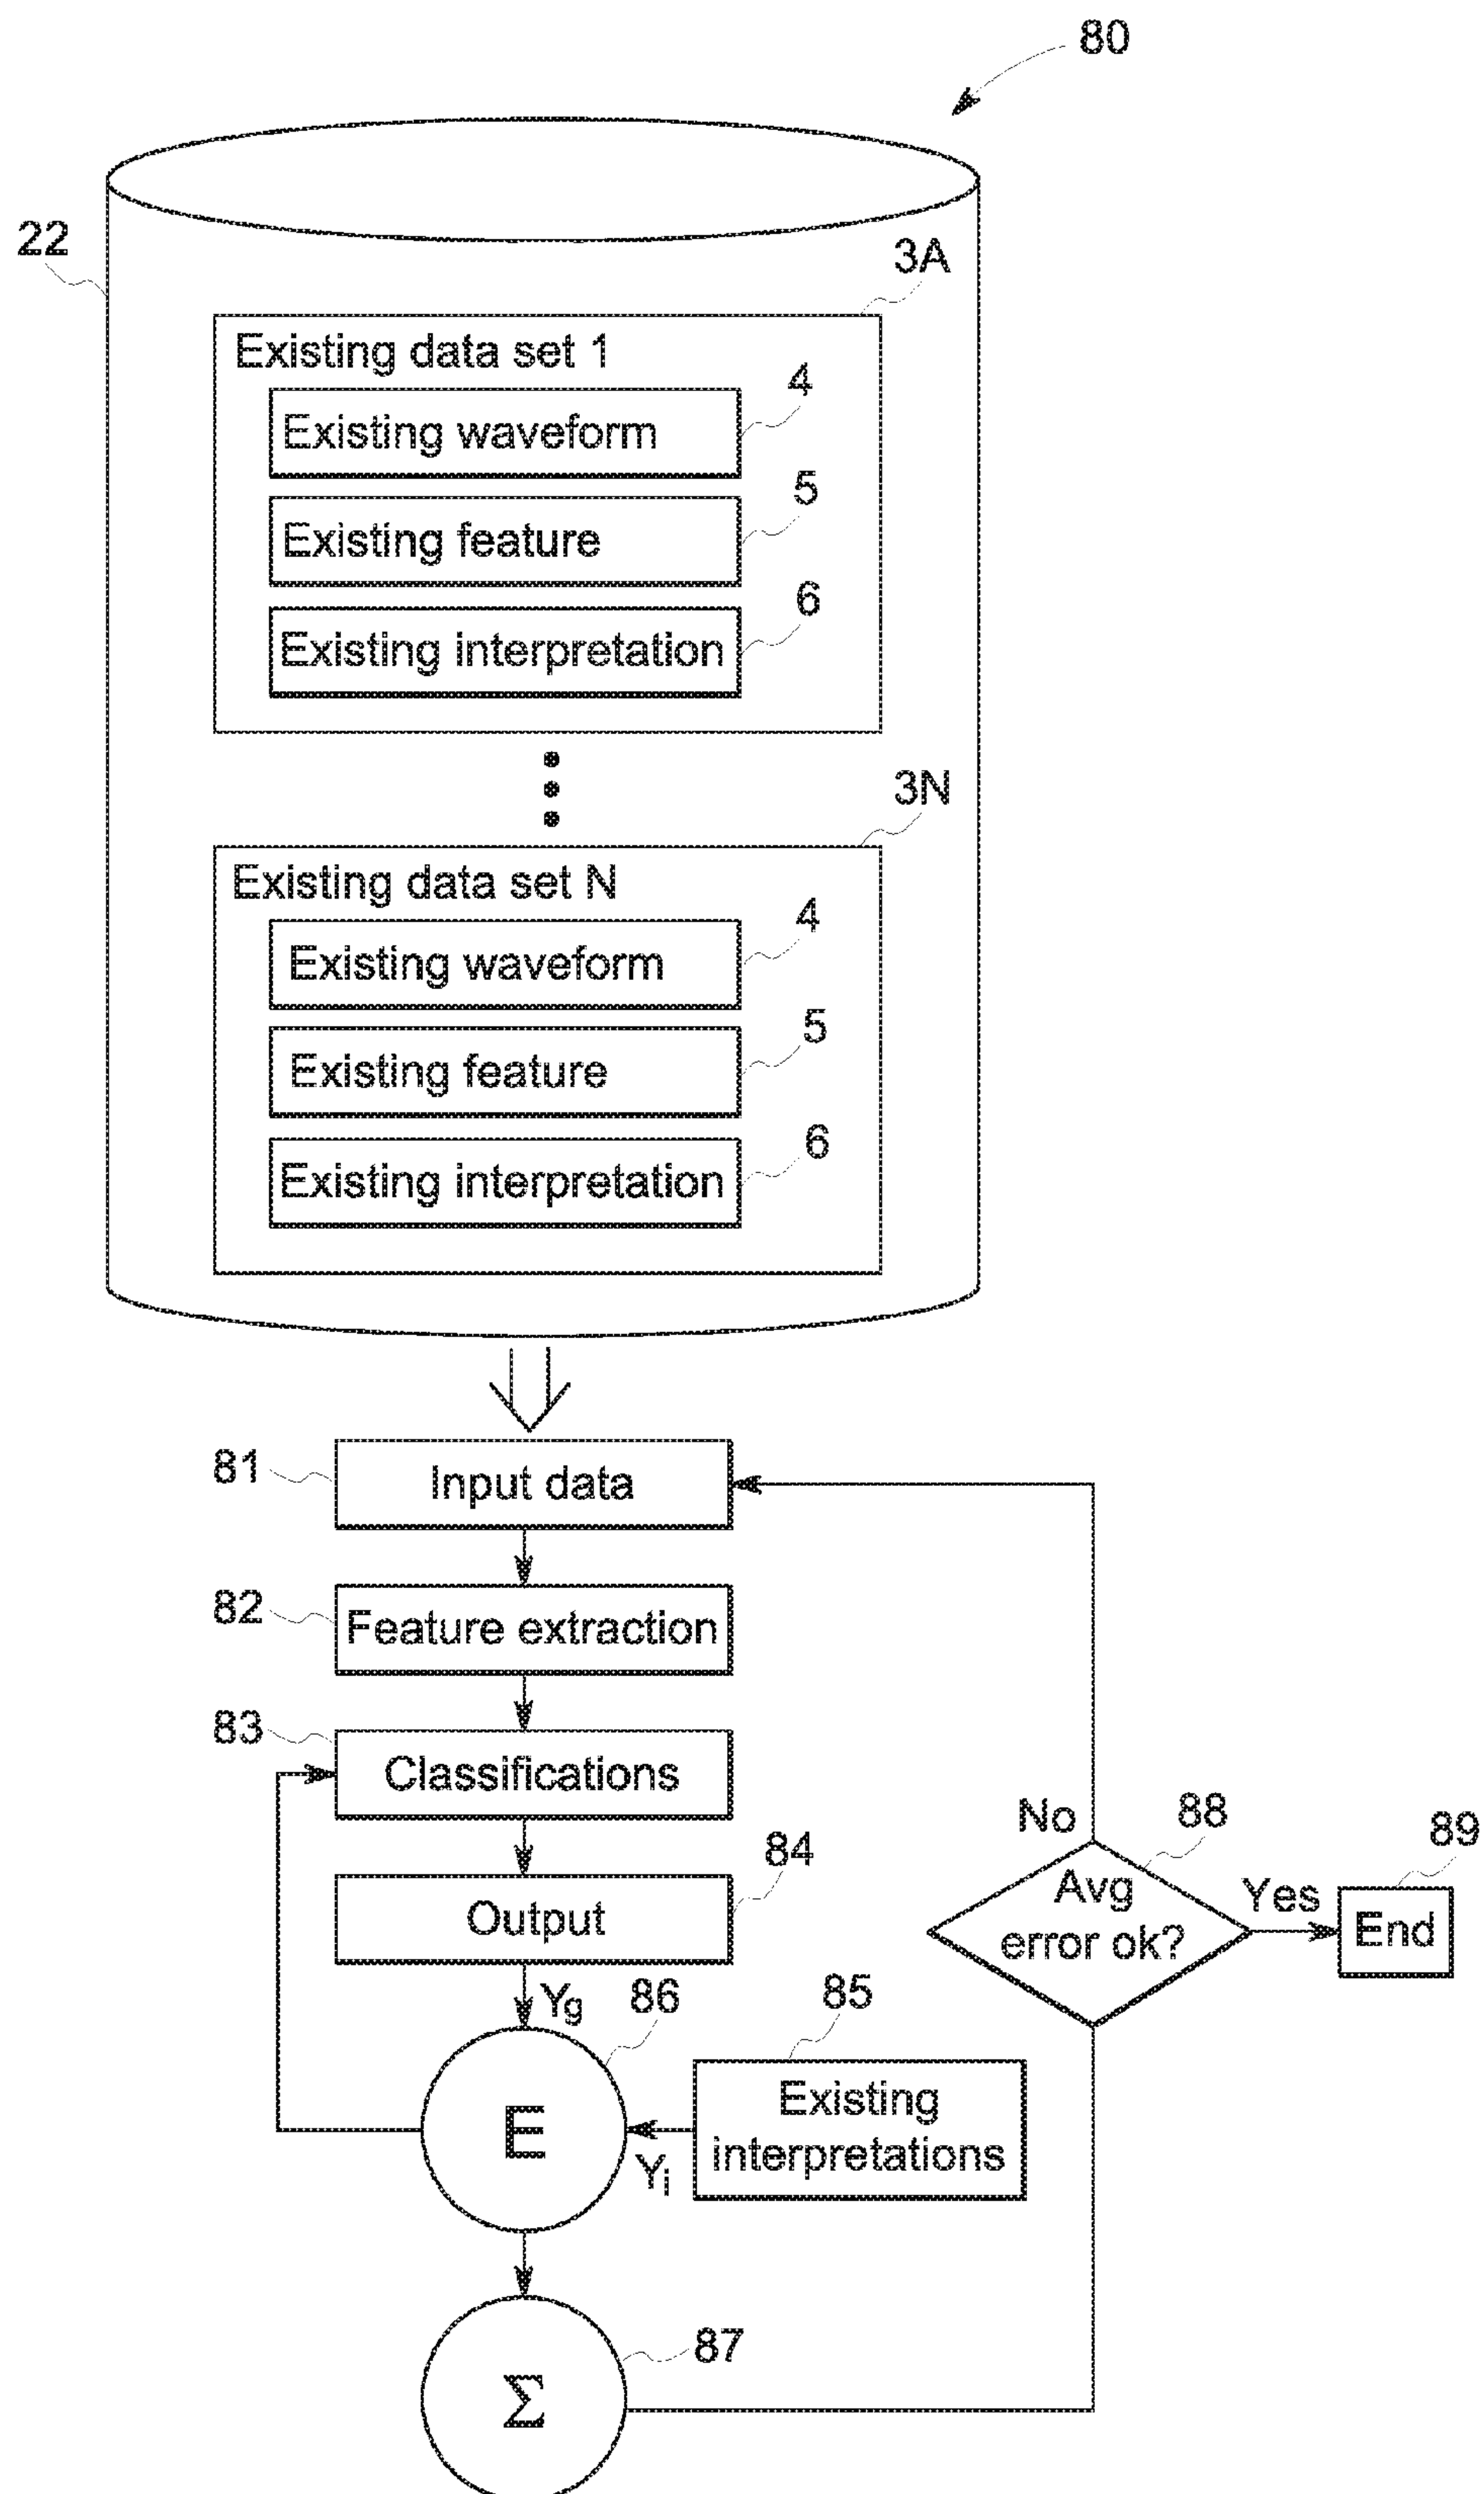 80
22
3A
Existing data set 1
4
Existing waveform
5
Existing feature
6
Existing interpretation
3N
Existing data set N
4
Existing waveform
5
Existing feature
6
Existing interpretation
81
Input data
82
Feature extraction
83
Classifications
84
Output
Yg
86
E
85
Existing
interpretations
Yi
87
Σ
No
88
Avg
error ok?
Yes
89
End